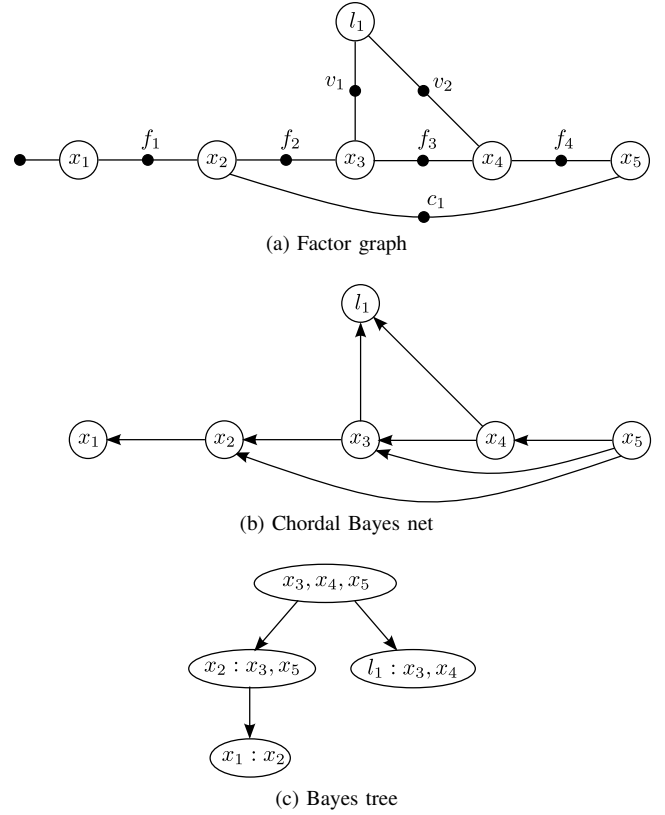 l₁
v₁ v₂
f₁ f₂ f₃ f₄
x₁ x₂ x₃ x₄ x₅
c₁
(a) Factor graph
l₁
x₁ x₂ x₃ x₄ x₅
(b) Chordal Bayes net
x₃, x₄, x₅
x₂ : x₃, x₅ l₁ : x₃, x₄
x₁ : x₂
(c) Bayes tree